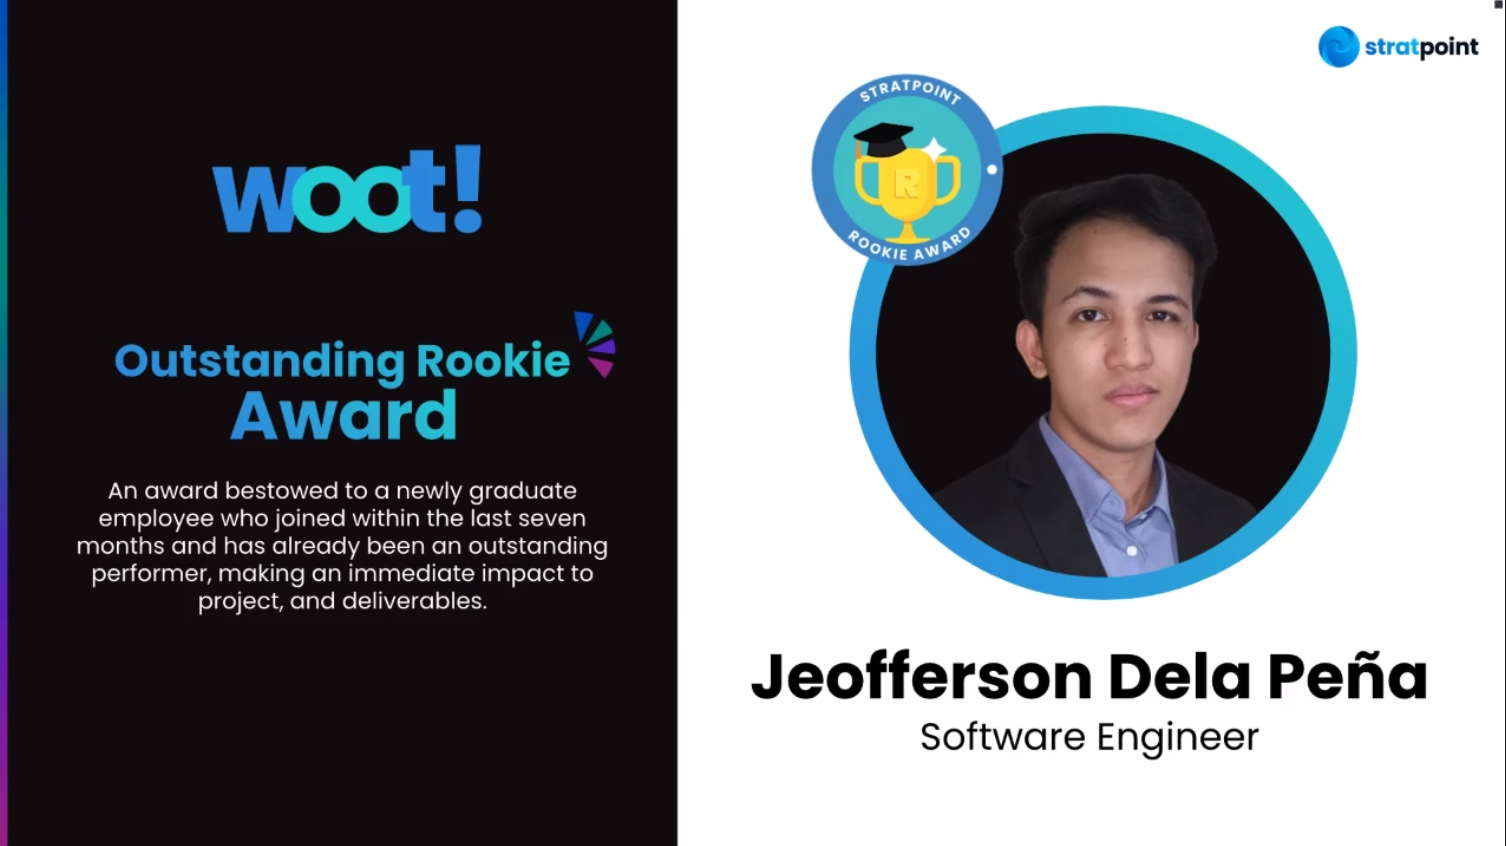 woot!
Outstanding Rookie
Award
An award bestowed to a newly graduate
employee who joined within the last seven
months and has already been an outstanding
performer, making an immediate impact to
project, and deliverables.
stratpoint
STRATPOINT
R
ROOKIE AWARD
Jeofferson Dela Peña
Software Engineer